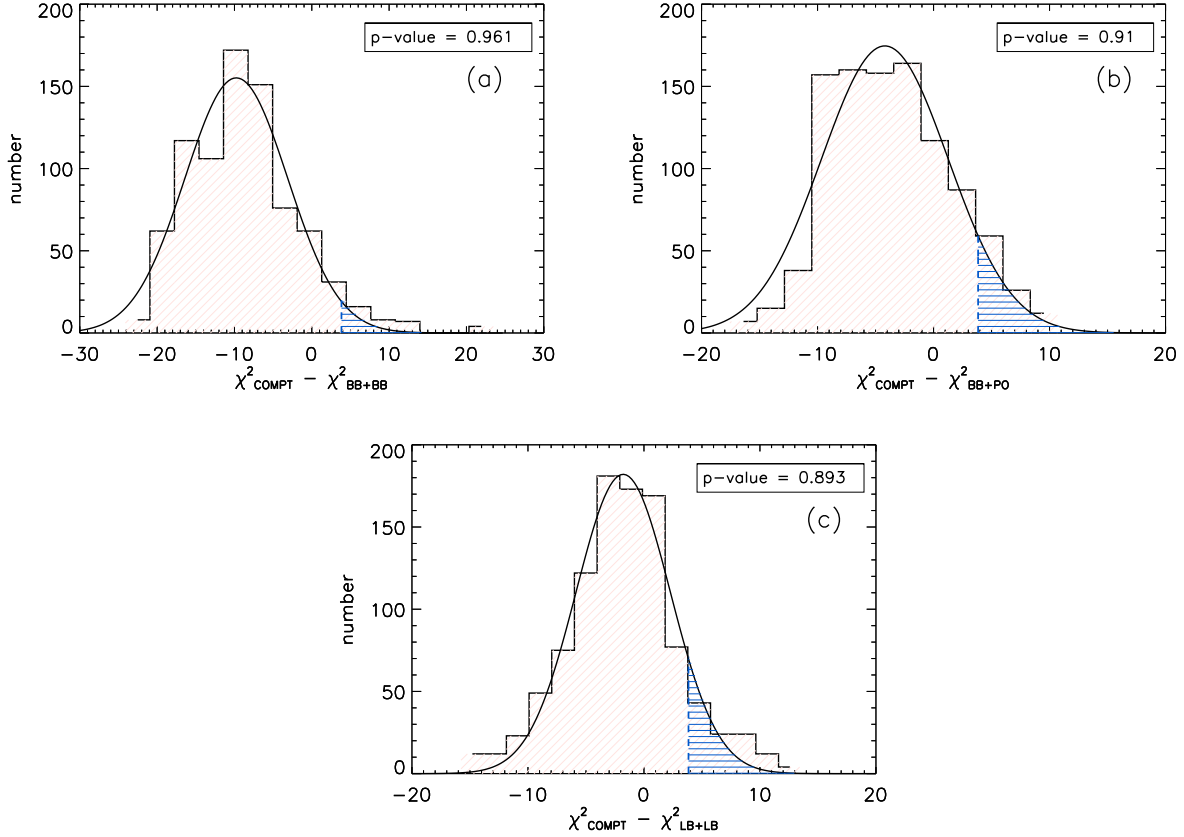 200
150
100
50
0
number
p-value = 0.961
(a)
−30 −20 −10 0 10 20 30
χ²COMPT − χ²BB+BB
200
150
100
50
0
number
p-value = 0.91
(b)
−20 −10 0 10 20
χ²COMPT − χ²BB+PO
200
150
100
50
0
number
p-value = 0.893
(c)
−20 −10 0 10 20
χ²COMPT − χ²LB+LB